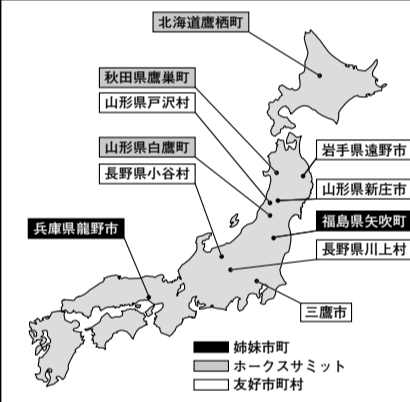 北海道鷹栖町
秋田県鷹巣町
山形県戸沢村
山形県白鷹町
岩手県遠野市
長野県小谷村
山形県新庄市
兵庫県龍野市
福島県矢吹町
長野県川上村
三鷹市
姉妹市町
ホークスサミット
友好市町村